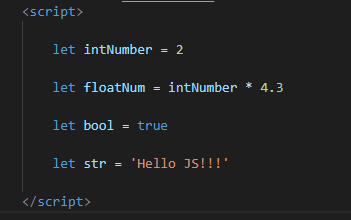 <script>
let intNumber = 2
let floatNum = intNumber * 4.3
let bool = true
let str = 'Hello JS!!!'
</script>